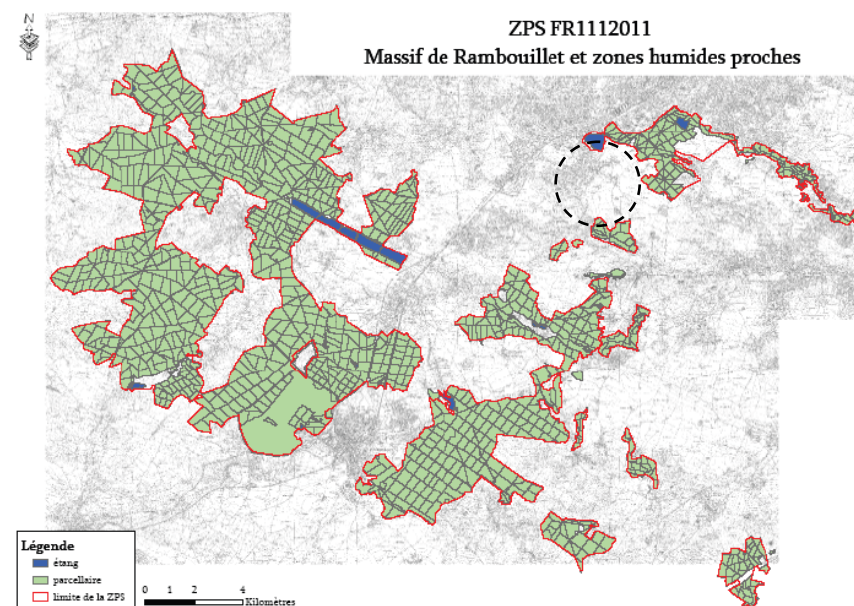 N
ZPS FR1112011
Massif de Rambouillet et zones humides proches
Légende
étang
parcellaire
limite de la ZPS
0 1 2 4
Kilomètres